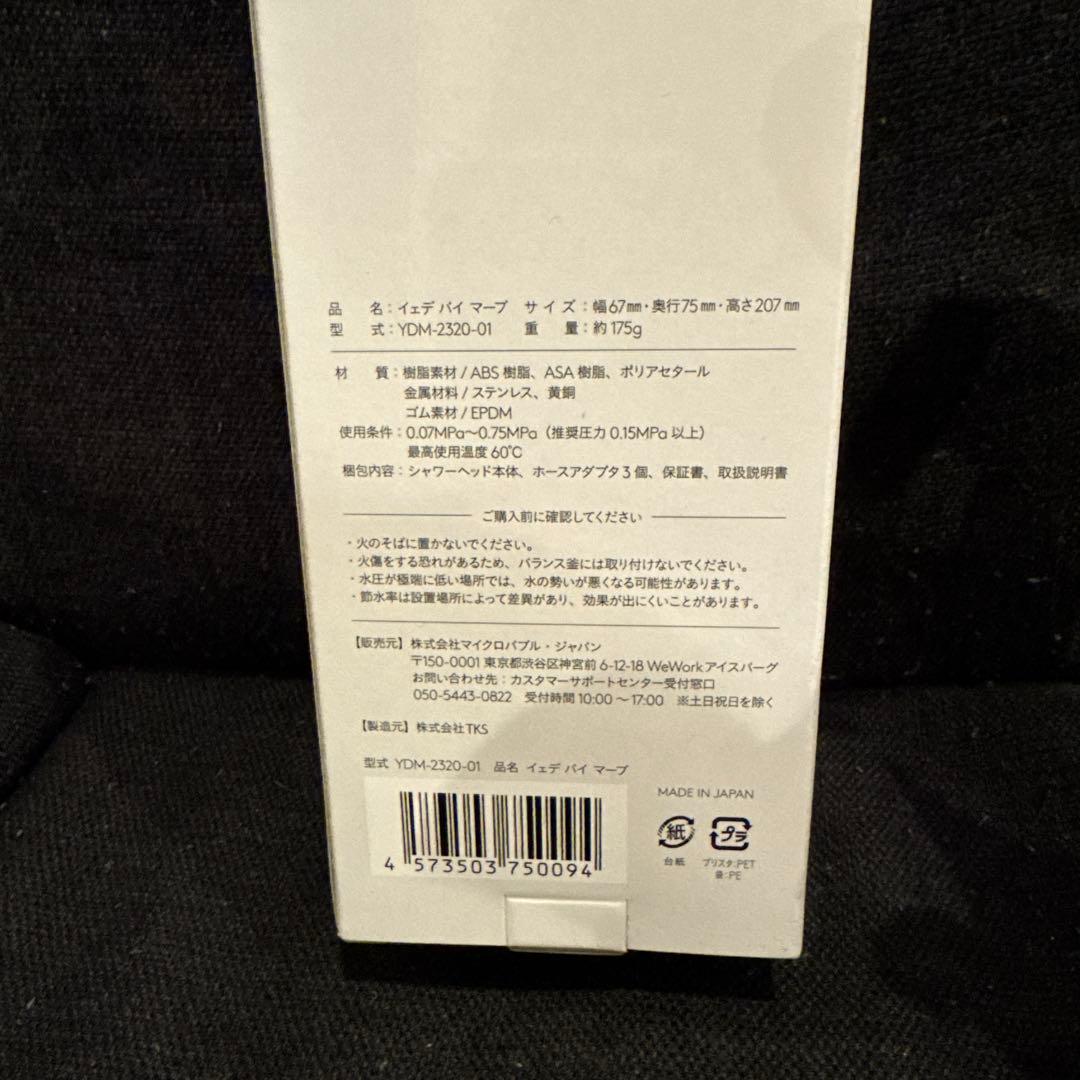 品　名：イェデ バイ マーブ　サイズ：幅67㎜・奥行75㎜・高さ207㎜
型　式：YDM-2320-01　重　量：約175g
材　質：樹脂素材 / ABS 樹脂、ASA 樹脂、ポリアセタール
金属材料 / ステンレス、黄銅
ゴム素材 / EPDM
使用条件：0.07MPa〜0.75MPa（推奨圧力 0.15MPa 以上）
最高使用温度 60℃
梱包内容：シャワーヘッド本体、ホースアダプタ 3 個、保証書、取扱説明書
ご購入前に確認してください
・火のそばに置かないでください。
・火傷をする恐れがあるため、バランス釜には取り付けないでください。
・水圧が極端に低い場所では、水の勢いが悪くなる可能性があります。
・節水率は設置場所によって差異があり、効果が出にくいことがあります。
【販売元】株式会社マイクロバブル・ジャパン
〒150-0001 東京都渋谷区神宮前 6-12-18 WeWork アイスバーグ
お問い合わせ先：カスタマーサポートセンター受付窓口
050-5443-0822　受付時間 10:00 〜 17:00　※土日祝日を除く
【製造元】株式会社 TKS
型式 YDM-2320-01　品名 イェデ バイ マーブ
4 573503 750094
MADE IN JAPAN
紙 プラ
台紙 ブリスタ:PET
袋:PE